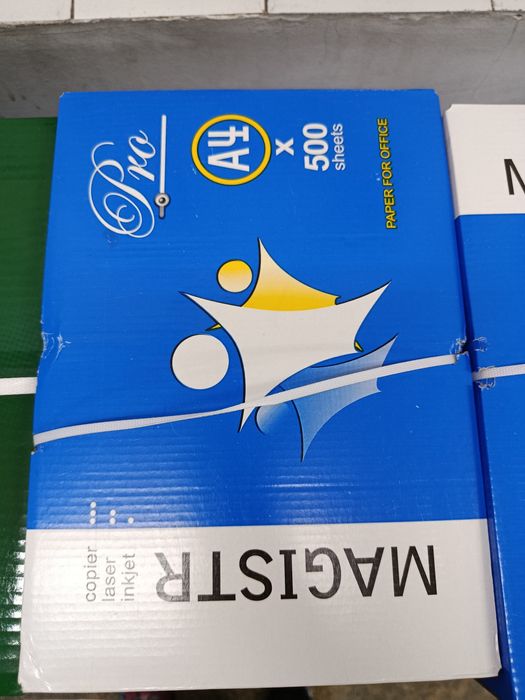 Pro
A4
x
500
sheets
PAPER FOR OFFICE
copier
laser
inkjet
MAGISTR